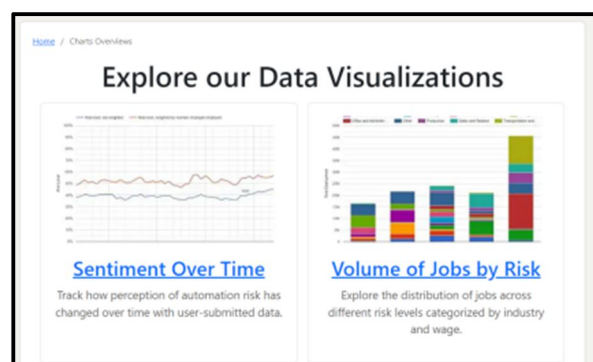 Home / Charts Overviews
Explore our Data Visualizations
Sentiment Over Time
Track how perception of automation risk has
changed over time with user-submitted data.
Volume of Jobs by Risk
Explore the distribution of jobs across
different risk levels categorized by industry
and wage.